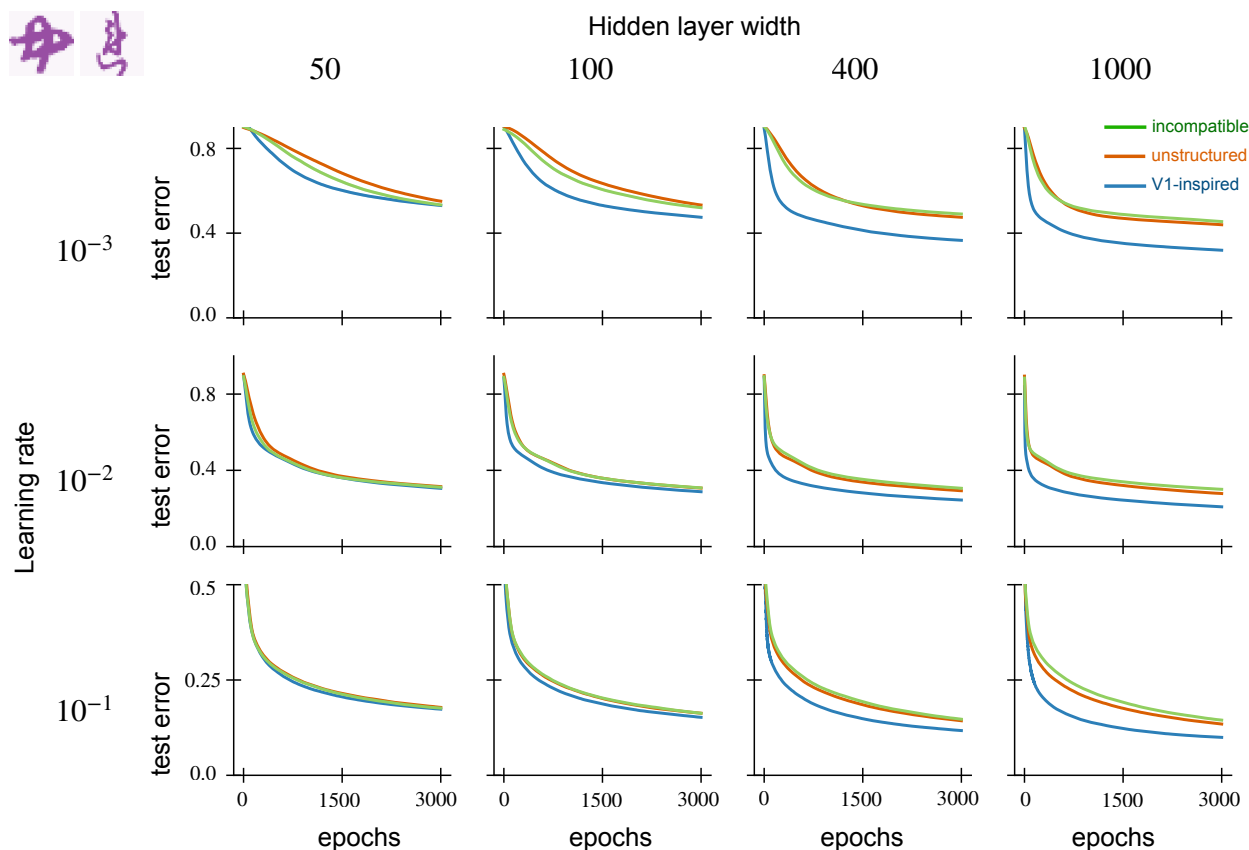 Hidden layer width
50 100 400 1000
incompatible
unstructured
V1-inspired
Learning rate
10⁻³
test error
0.8
0.4
0.0
10⁻²
test error
0.8
0.4
0.0
10⁻¹
test error
0.5
0.25
0.0
0 1500 3000 0 1500 3000 0 1500 3000 0 1500 3000
epochs epochs epochs epochs